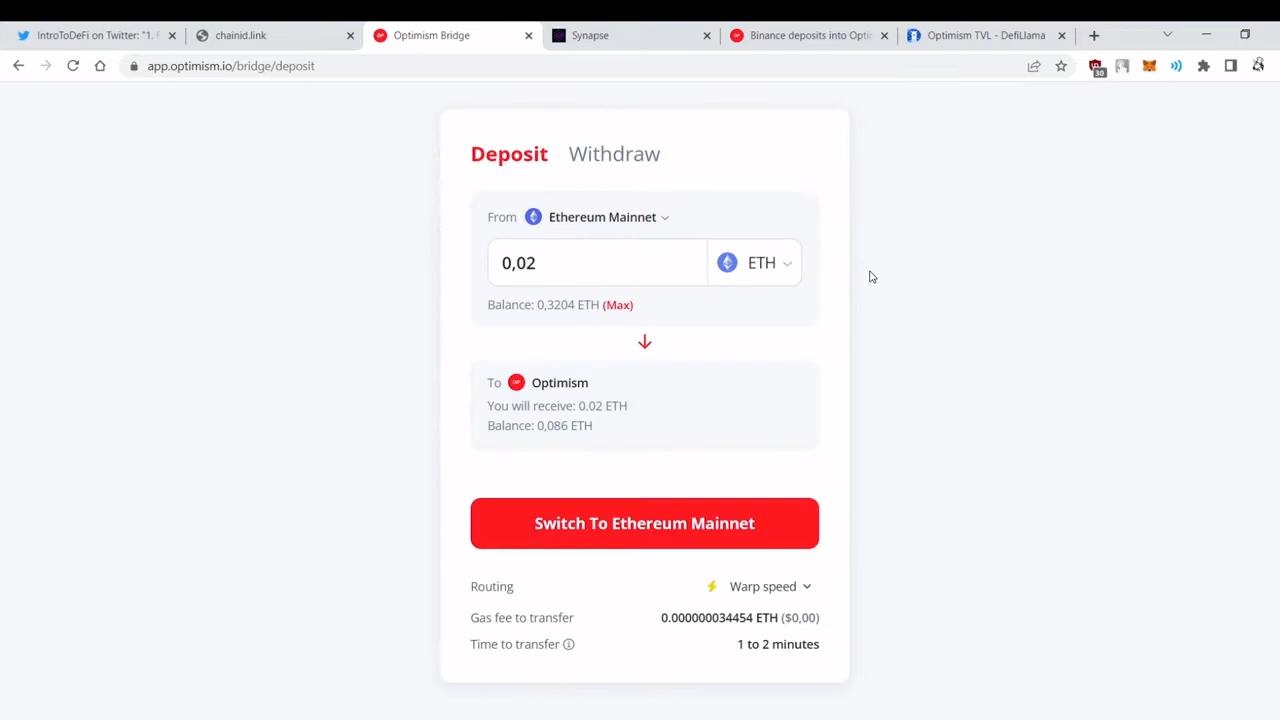 IntroToDeFi on Twitter: "1. F
chainid.link
Optimism Bridge
Synapse
Binance deposits into Opti
Optimism TVL - DefiLlama
app.optimism.io/bridge/deposit
30
Deposit Withdraw
From Ethereum Mainnet
0,02 ETH
Balance: 0,3204 ETH (Max)
To OP Optimism
You will receive: 0.02 ETH
Balance: 0,086 ETH
Switch To Ethereum Mainnet
Routing Warp speed
Gas fee to transfer 0.000000034454 ETH ($0,00)
Time to transfer 1 to 2 minutes